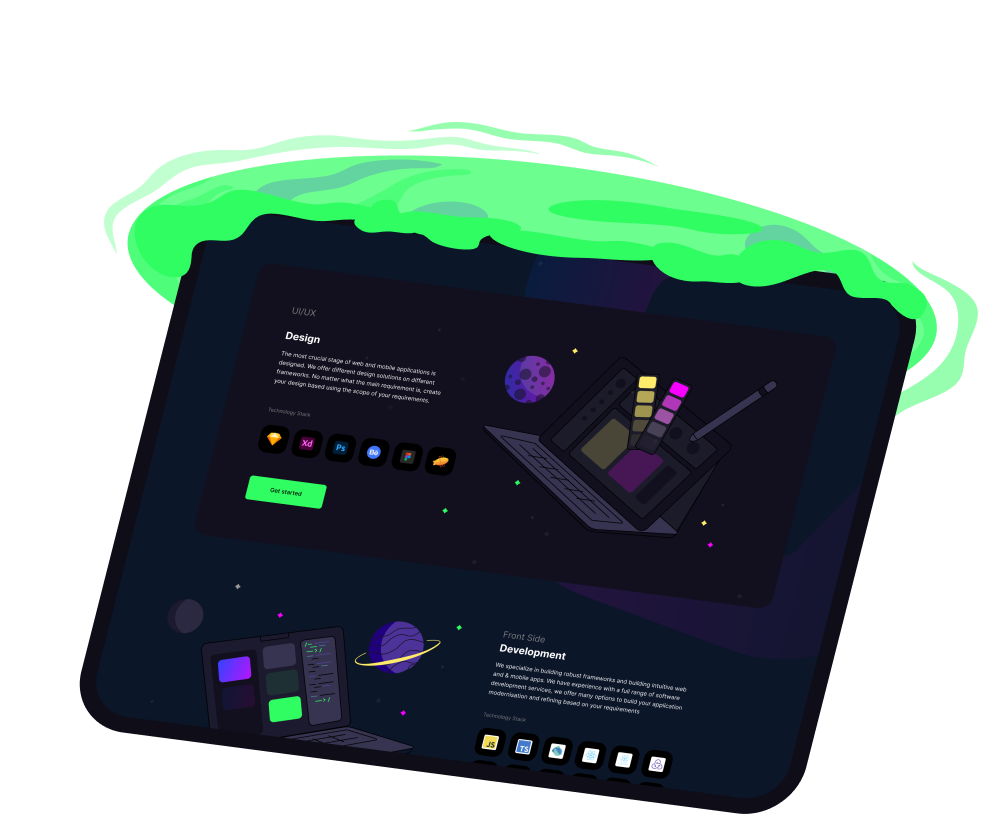 UI/UX
Design
The most crucial stage of web and mobile applications is
designed. We offer different design solutions on different
frameworks. No matter what the main requirement is, create
your design based using the scope of your requirements.
Technology Stack
Xd
Ps
Bē
Get started
Front Side
Development
We specialize in building robust frameworks and building intuitive web
and & mobile apps. We have experience with a full range of software
development services, we offer many options to build your application
modernisation and refining based on your requirements
Technology Stack
JS
TS